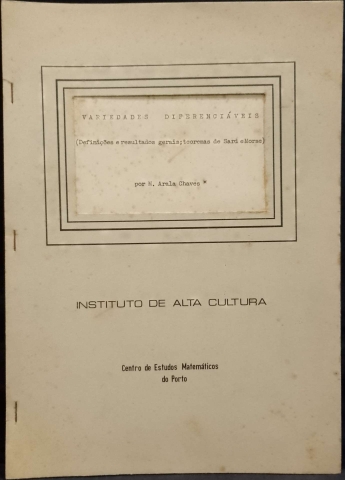 VARIEDADES DIFERENCIÁVEIS
(Definições e resultados gerais; teoremas de Sard e Morse)
por M. Arala Chaves *
INSTITUTO DE ALTA CULTURA
Centro de Estudos Matemáticos
do Porto